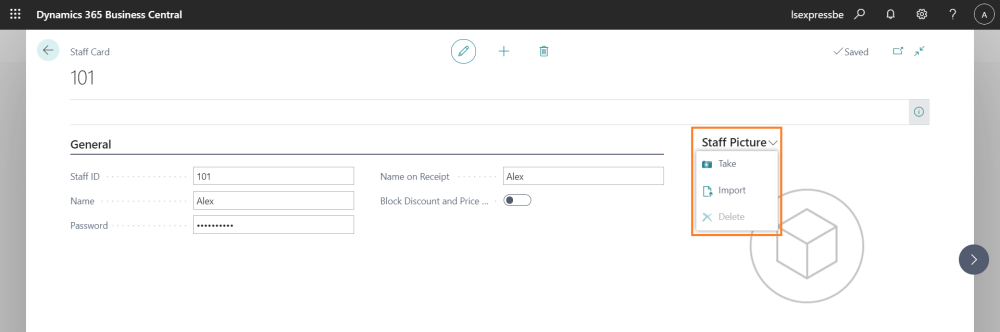 Dynamics 365 Business Central
lsexpressbe
?
A
Staff Card
Saved
101
General
Staff Picture
Staff ID
101
Name on Receipt
Alex
Take
Name
Alex
Block Discount and Price ...
Import
Password
••••••••••
Delete